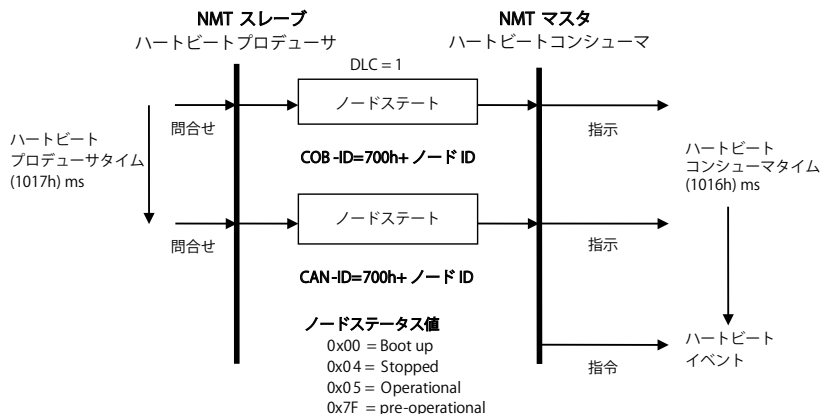 NMT スレーブ
ハートビートプロデューサ
NMT マスタ
ハートビートコンシューマ
DLC = 1
ノードステート
問合せ
指示
COB -ID=700h+ ノード ID
ハートビート
プロデューサタイム
(1017h) ms
ハートビート
コンシューマタイム
(1016h) ms
ノードステート
問合せ
指示
CAN -ID=700h+ ノード ID
ノードステータス値
0x00 = Boot up
0x04 = Stopped
0x05 = Operational
0x7F = pre-operational
指令
ハートビート
イベント